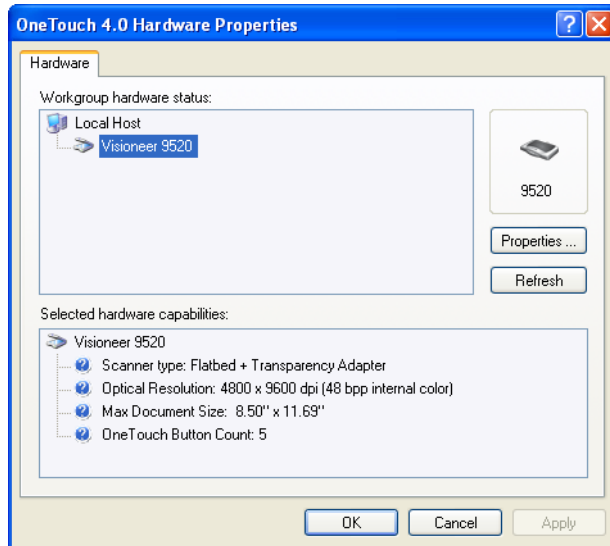 OneTouch 4.0 Hardware Properties
Hardware
Workgroup hardware status:
Local Host
Visioneer 9520
9520
Properties ...
Refresh
Selected hardware capabilities:
Visioneer 9520
Scanner type: Flatbed + Transparency Adapter
Optical Resolution: 4800 x 9600 dpi (48 bpp internal color)
Max Document Size: 8.50" x 11.69"
OneTouch Button Count: 5
OK Cancel Apply